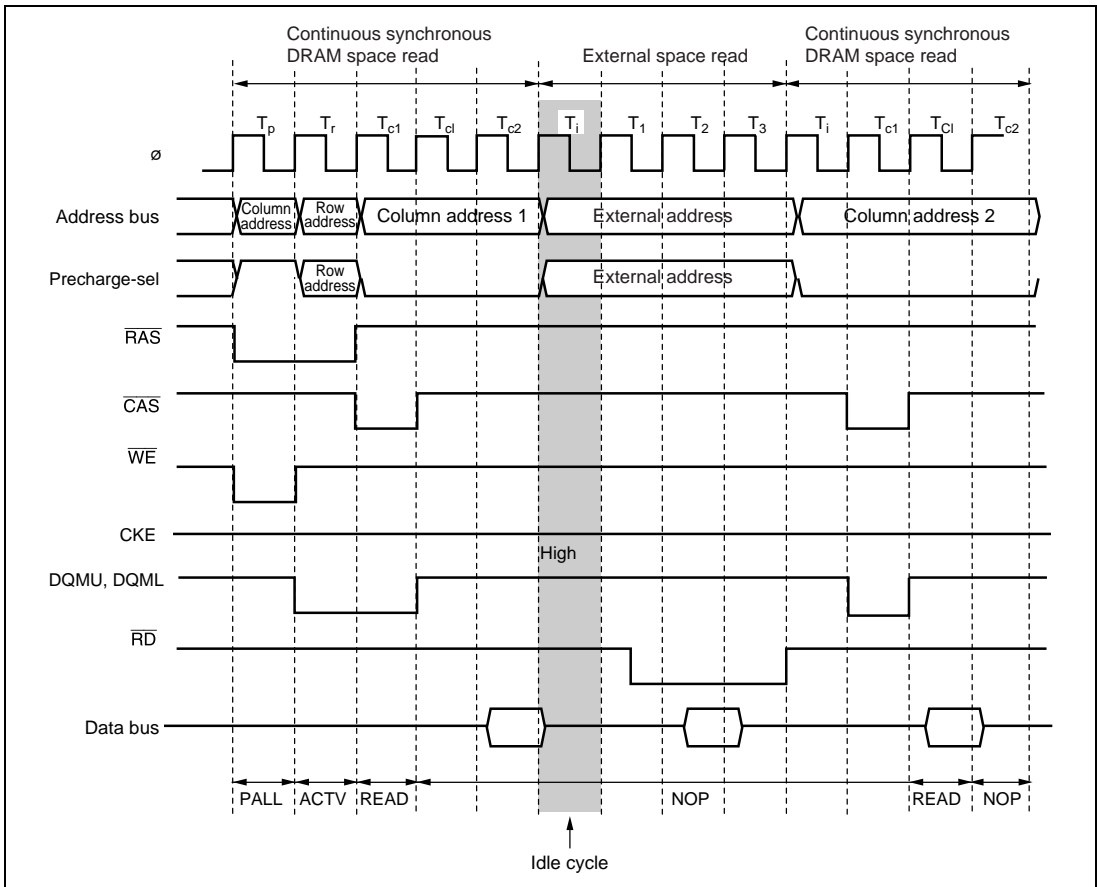 Continuous synchronous
DRAM space read
External space read
Continuous synchronous
DRAM space read
Tp Tr Tc1 Tcl Tc2 Ti T1 T2 T3 Ti Tc1 TCl Tc2
ø
Address bus
Column
address
Row
address
Column address 1
External address
Column address 2
Precharge-sel
Row
address
External address
RAS
CAS
WE
CKE
High
DQMU, DQML
RD
Data bus
PALL ACTV READ NOP READ NOP
Idle cycle